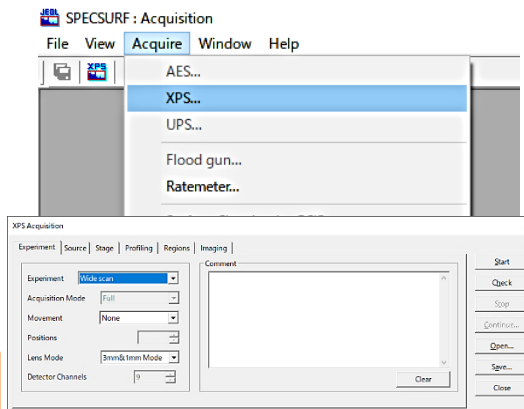 JEOL SPECSURF : Acquisition
File View Acquire Window Help
XPS
AES...
XPS...
UPS...
Flood gun...
Ratemeter...
XPS Acquisition
Experiment Source Stage Profiling Regions Imaging
Experiment Wide scan
Acquisition Mode Full
Movement None
Positions
Lens Mode 3mm&1mm Mode
Detector Channels 9
Comment
Clear
Start
Check
Stop
Continue...
Open...
Save...
Close